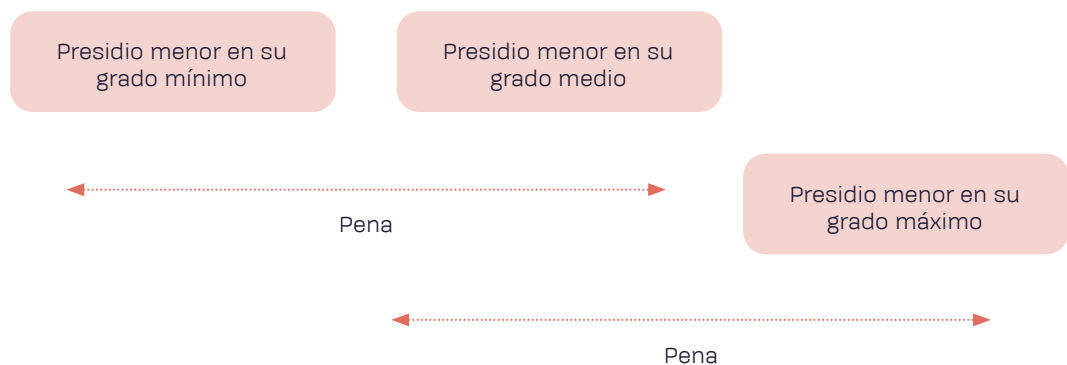 Presidio menor en su
grado mínimo
Presidio menor en su
grado medio
Presidio menor en su
grado máximo
Pena
Pena